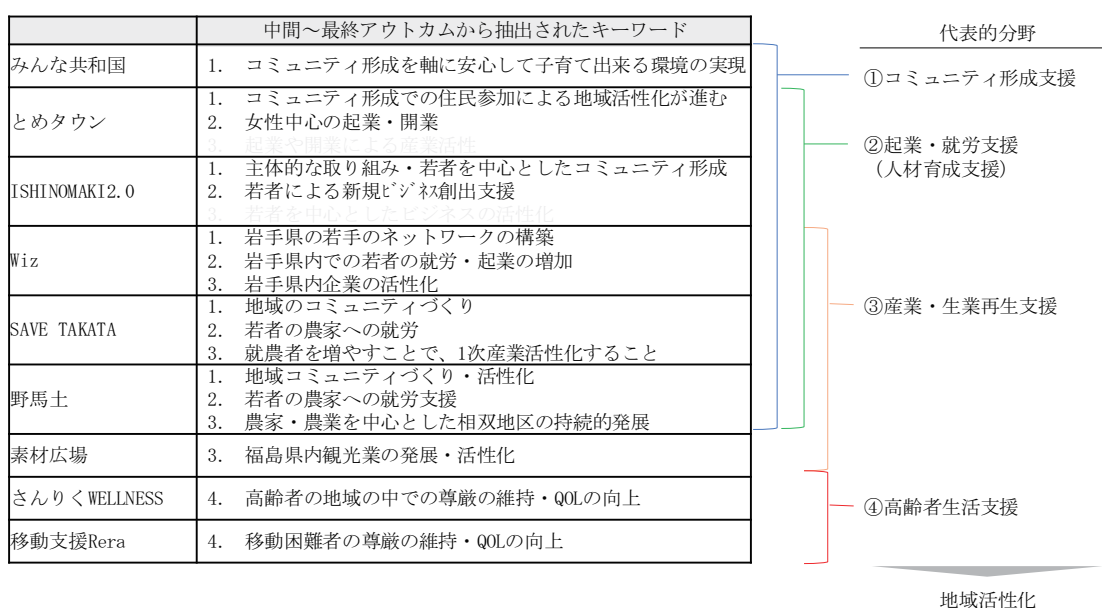 中間～最終アウトカムから抽出されたキーワード
代表的分野
みんな共和国
1. コミュニティ形成を軸に安心して子育て出来る環境の実現
①コミュニティ形成支援
とめタウン
1. コミュニティ形成での住民参加による地域活性化が進む
2. 女性中心の起業・開業
3. 起業や開業による産業活性
②起業・就労支援
(人材育成支援)
ISHINOMAKI2.0
1. 主体的な取り組み・若者を中心としたコミュニティ形成
2. 若者による新規ﾋﾞｼﾞﾈｽ創出支援
3. 若者を中心としたビジネスの活性化
Wiz
1. 岩手県の若手のネットワークの構築
2. 岩手県内での若者の就労・起業の増加
3. 岩手県内企業の活性化
③産業・生業再生支援
SAVE TAKATA
1. 地域のコミュニティづくり
2. 若者の農家への就労
3. 就農者を増やすことで、1次産業活性化すること
野馬土
1. 地域コミュニティづくり・活性化
2. 若者の農家への就労支援
3. 農家・農業を中心とした相双地区の持続的発展
素材広場
3. 福島県内観光業の発展・活性化
さんりくWELLNESS
4. 高齢者の地域の中での尊厳の維持・QOLの向上
④高齢者生活支援
移動支援Rera
4. 移動困難者の尊厳の維持・QOLの向上
地域活性化